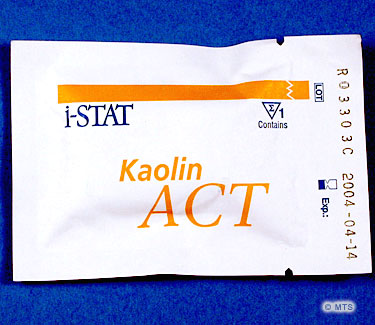 i-STAT
Σ 1
Contains
Kaolin
ACT
LOT
R03303C
Exp.:
2004-04-14
© MTS